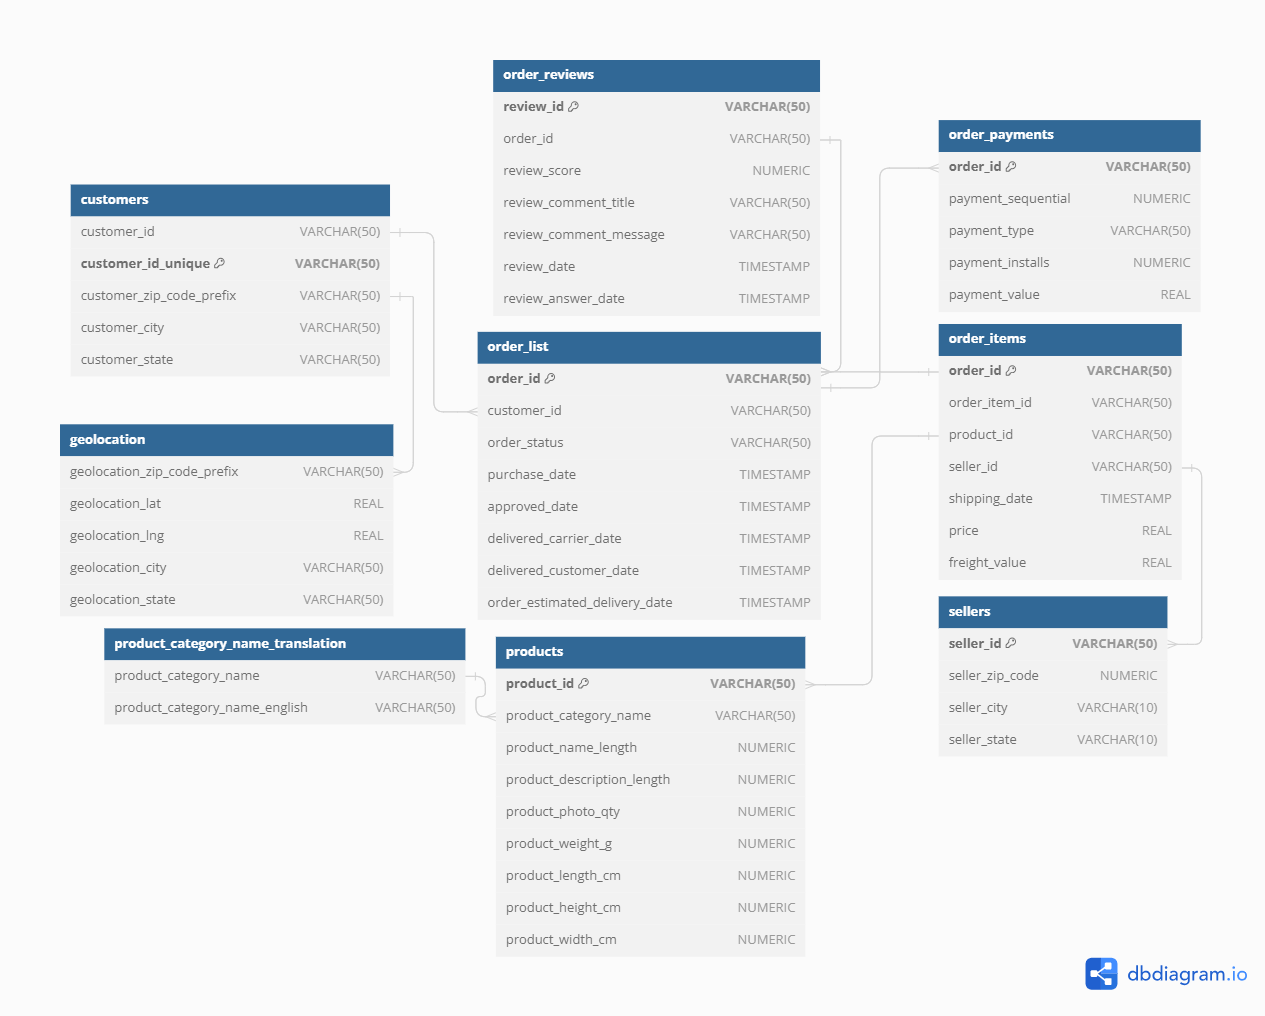 order_reviews
review_id VARCHAR(50)
order_id VARCHAR(50)
review_score NUMERIC
review_comment_title VARCHAR(50)
review_comment_message VARCHAR(50)
review_date TIMESTAMP
review_answer_date TIMESTAMP
order_payments
order_id VARCHAR(50)
payment_sequential NUMERIC
payment_type VARCHAR(50)
payment_installs NUMERIC
payment_value REAL
customers
customer_id VARCHAR(50)
customer_id_unique VARCHAR(50)
customer_zip_code_prefix VARCHAR(50)
customer_city VARCHAR(50)
customer_state VARCHAR(50)
order_list
order_id VARCHAR(50)
customer_id VARCHAR(50)
order_status VARCHAR(50)
purchase_date TIMESTAMP
approved_date TIMESTAMP
delivered_carrier_date TIMESTAMP
delivered_customer_date TIMESTAMP
order_estimated_delivery_date TIMESTAMP
order_items
order_id VARCHAR(50)
order_item_id VARCHAR(50)
product_id VARCHAR(50)
seller_id VARCHAR(50)
shipping_date TIMESTAMP
price REAL
freight_value REAL
geolocation
geolocation_zip_code_prefix VARCHAR(50)
geolocation_lat REAL
geolocation_lng REAL
geolocation_city VARCHAR(50)
geolocation_state VARCHAR(50)
sellers
seller_id VARCHAR(50)
seller_zip_code NUMERIC
seller_city VARCHAR(10)
seller_state VARCHAR(10)
product_category_name_translation
product_category_name VARCHAR(50)
product_category_name_english VARCHAR(50)
products
product_id VARCHAR(50)
product_category_name VARCHAR(50)
product_name_length NUMERIC
product_description_length NUMERIC
product_photo_qty NUMERIC
product_weight_g NUMERIC
product_length_cm NUMERIC
product_height_cm NUMERIC
product_width_cm NUMERIC
dbdiagram.io